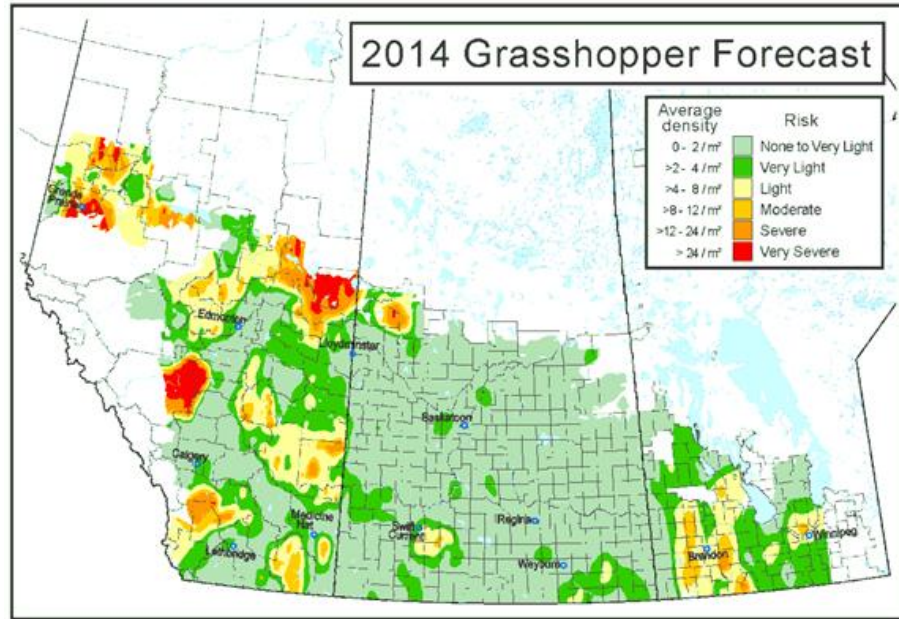 2014 Grasshopper Forecast
Average
density
Risk
0 - 2 / m² None to Very Light
>2 - 4 / m² Very Light
>4 - 8 / m² Light
>8 - 12 / m² Moderate
>12 - 24 / m² Severe
> 24 / m² Very Severe
Grande
Prairie
Edmonton
Lloydminster
Saskatoon
Calgary
Medicine
Hat
Swift
Current
Regina
Winnipeg
Brandon
Lethbridge
Weyburn